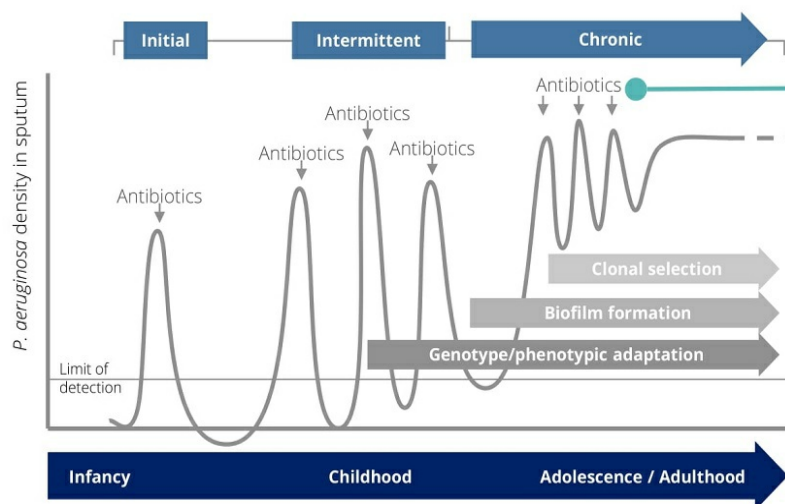 Initial
Intermittent
Chronic
Antibiotics
Antibiotics
Antibiotics
Antibiotics
Antibiotics
P. aeruginosa density in sputum
Clonal selection
Biofilm formation
Genotype/phenotypic adaptation
Limit of
detection
Infancy
Childhood
Adolescence / Adulthood